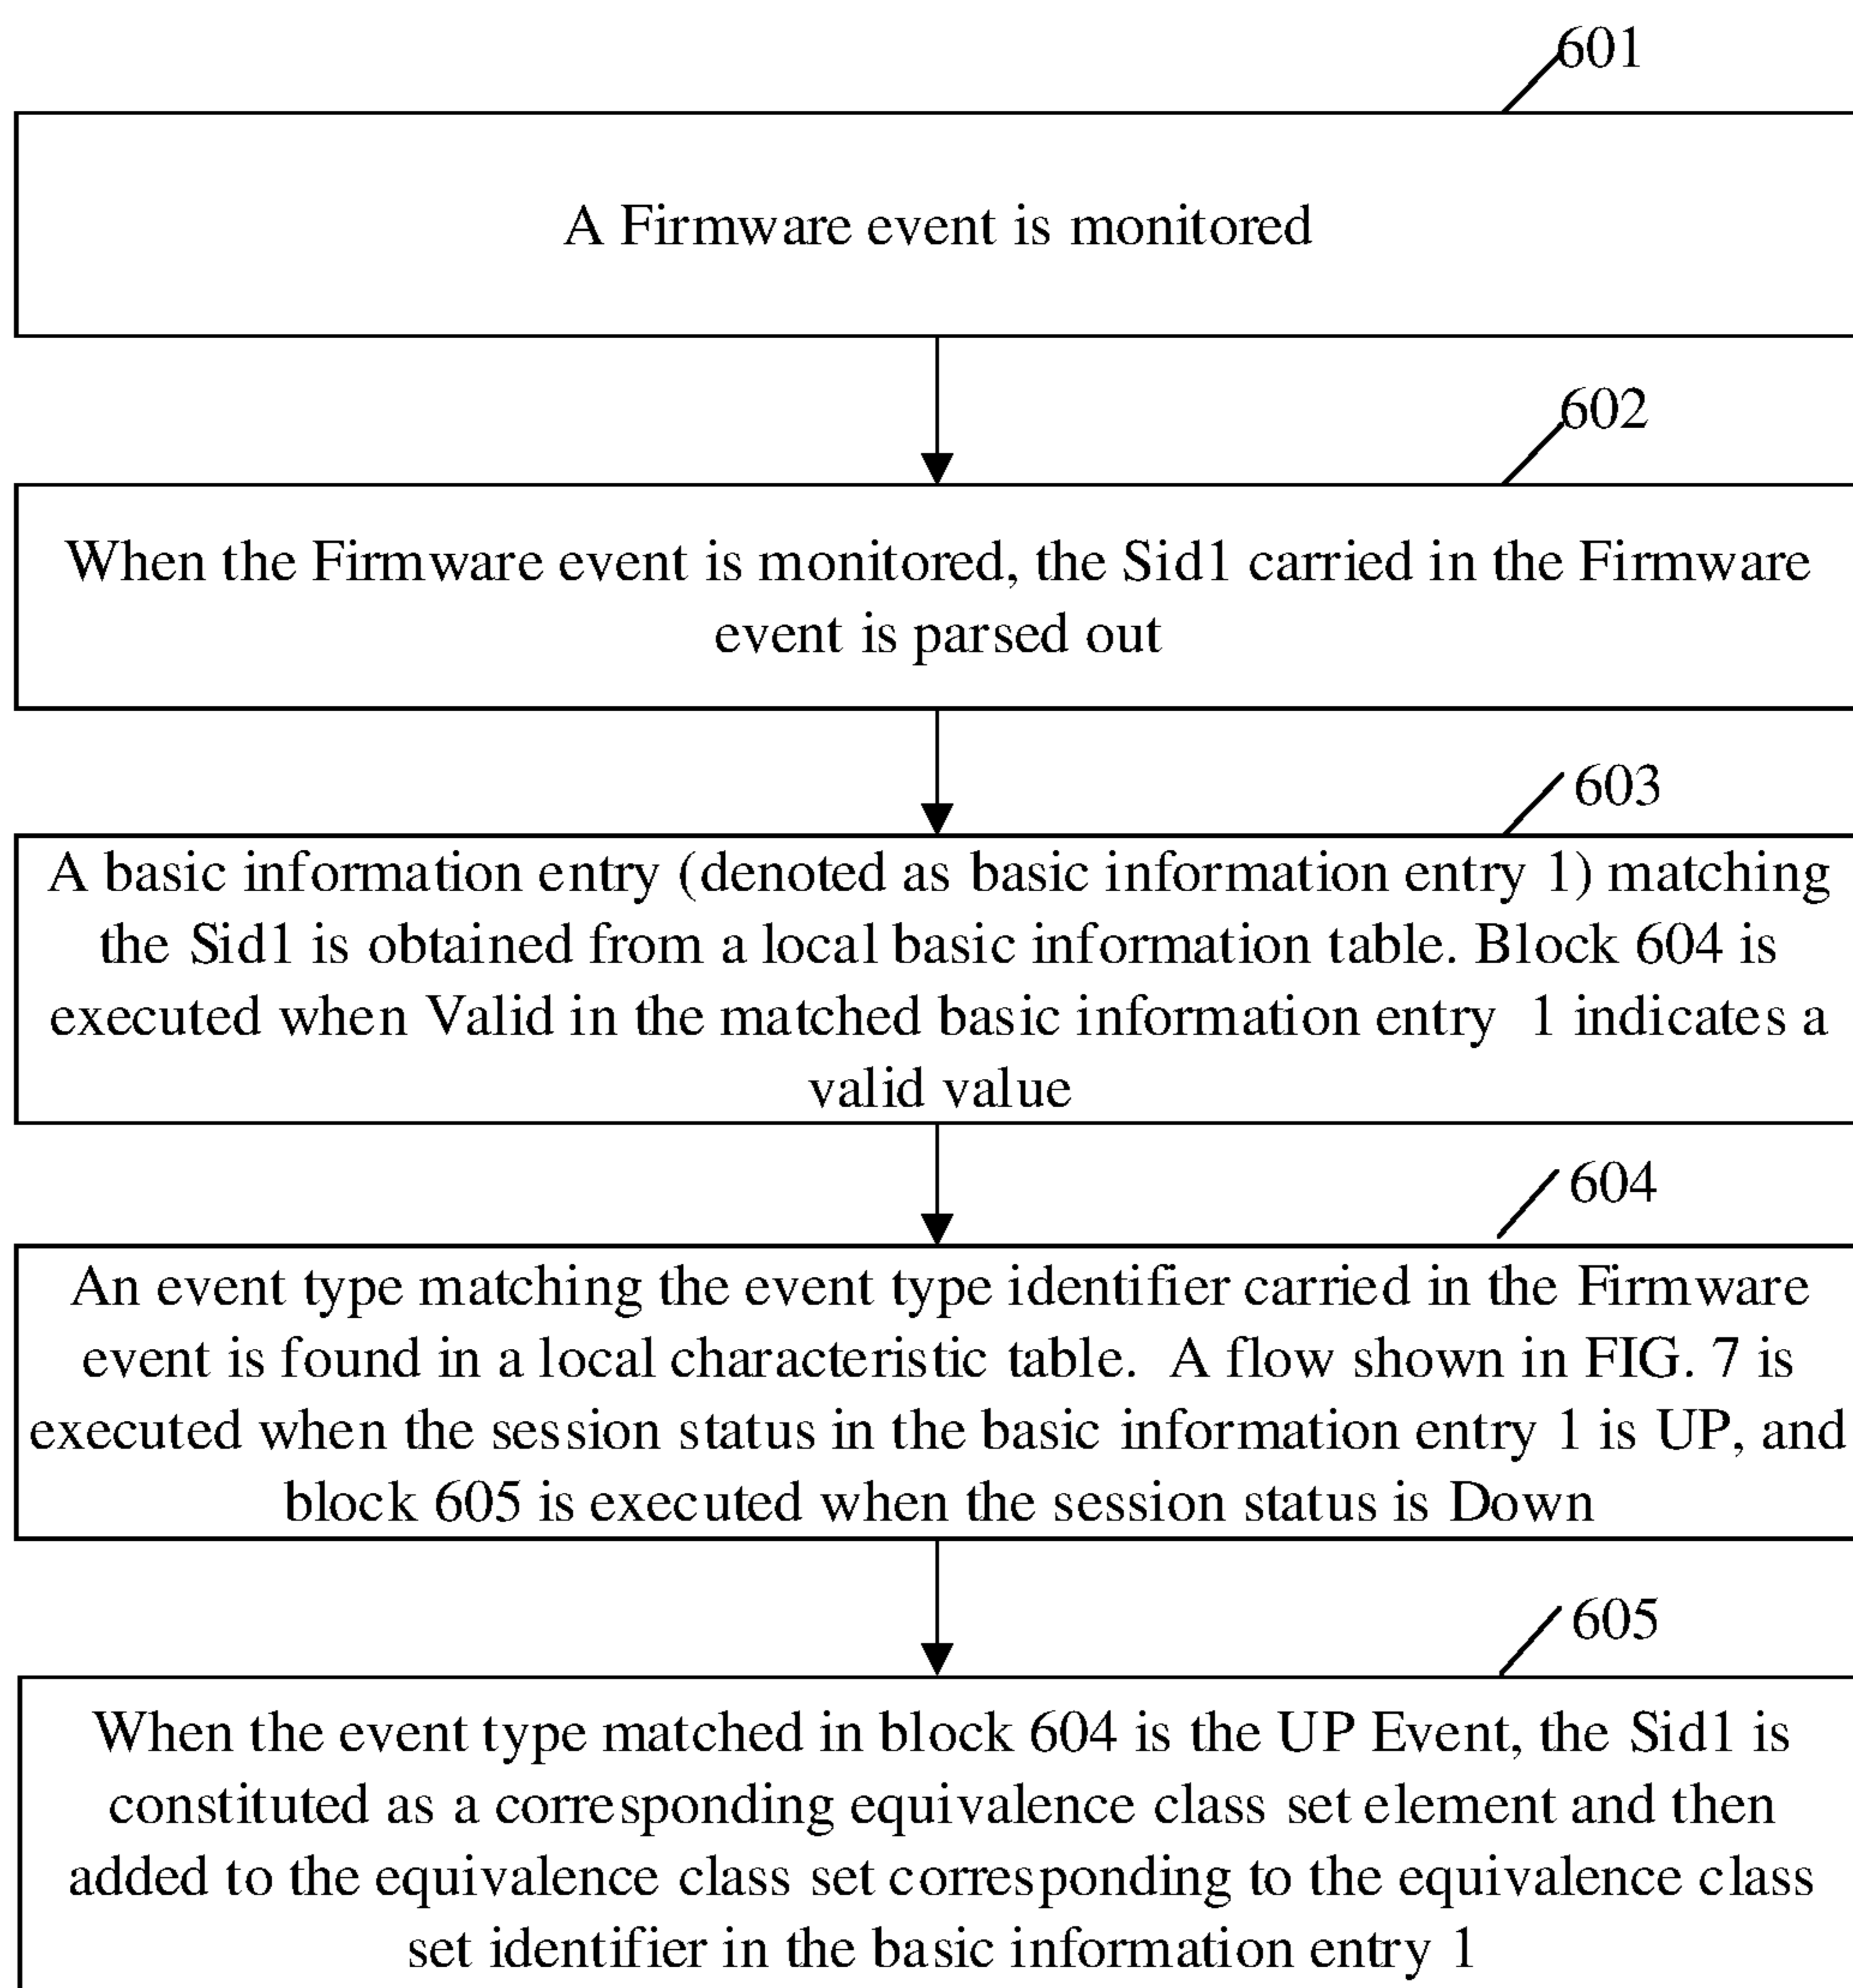 601
A Firmware event is monitored
602
When the Firmware event is monitored, the Sid1 carried in the Firmware
event is parsed out
603
A basic information entry (denoted as basic information entry 1) matching
the Sid1 is obtained from a local basic information table. Block 604 is
executed when Valid in the matched basic information entry 1 indicates a
valid value
604
An event type matching the event type identifier carried in the Firmware
event is found in a local characteristic table. A flow shown in FIG. 7 is
executed when the session status in the basic information entry 1 is UP, and
block 605 is executed when the session status is Down
605
When the event type matched in block 604 is the UP Event, the Sid1 is
constituted as a corresponding equivalence class set element and then
added to the equivalence class set corresponding to the equivalence class
set identifier in the basic information entry 1